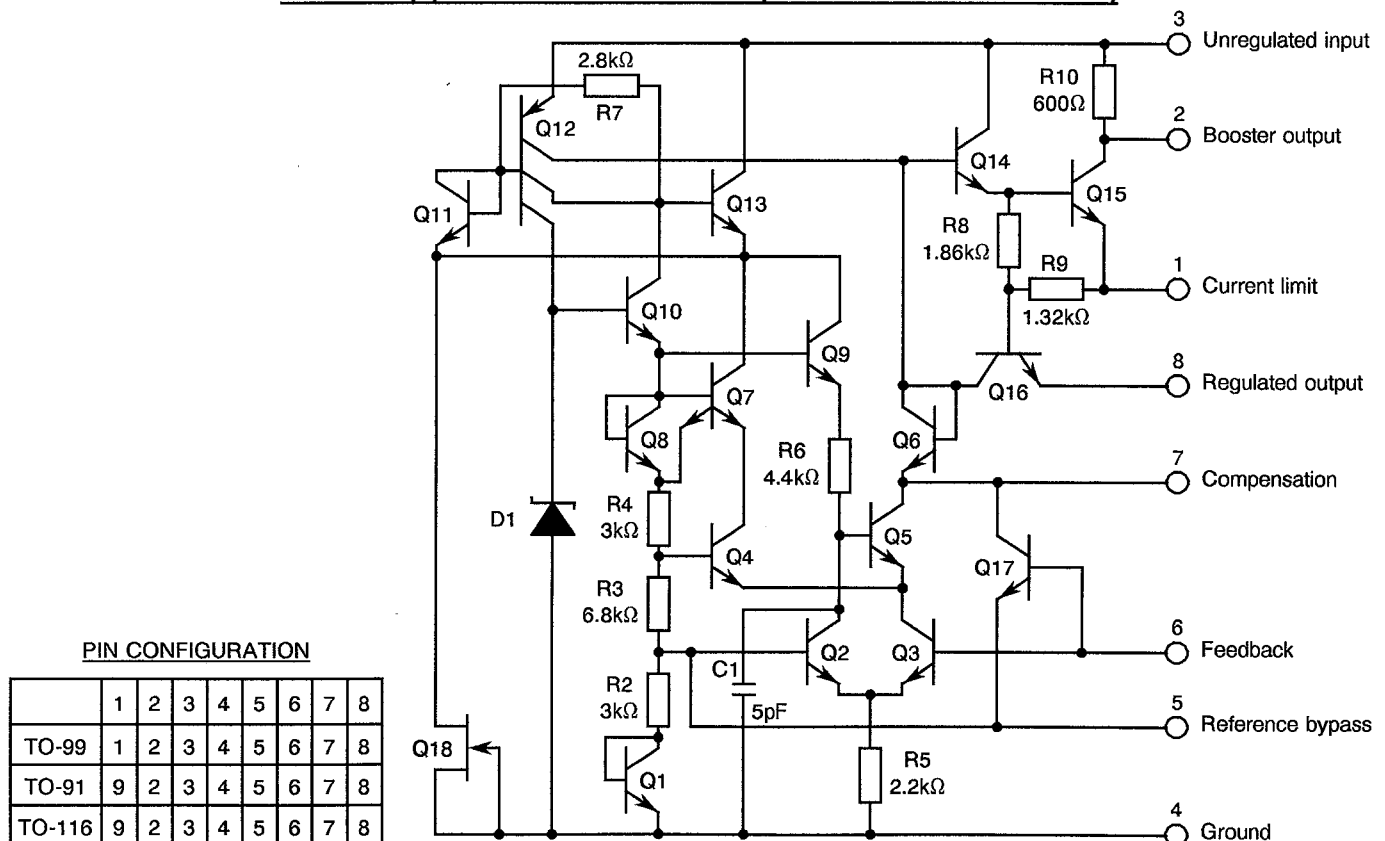 3 Unregulated input
2.8kΩ
R7
R10
600Ω
Q12
2 Booster output
Q14
Q15
Q11
Q13
R8
1.86kΩ
R9
1.32kΩ
1 Current limit
Q10
Q9
8 Regulated output
Q16
Q7
Q8
Q6
R6
4.4kΩ
7 Compensation
D1
R4
3kΩ
Q5
Q4
Q17
R3
6.8kΩ
6 Feedback
Q2
Q3
C1
5pF
R2
3kΩ
5 Reference bypass
Q18
Q1
R5
2.2kΩ
4 Ground
PIN CONFIGURATION
1 2 3 4 5 6 7 8
TO-99 1 2 3 4 5 6 7 8
TO-91 9 2 3 4 5 6 7 8
TO-116 9 2 3 4 5 6 7 8